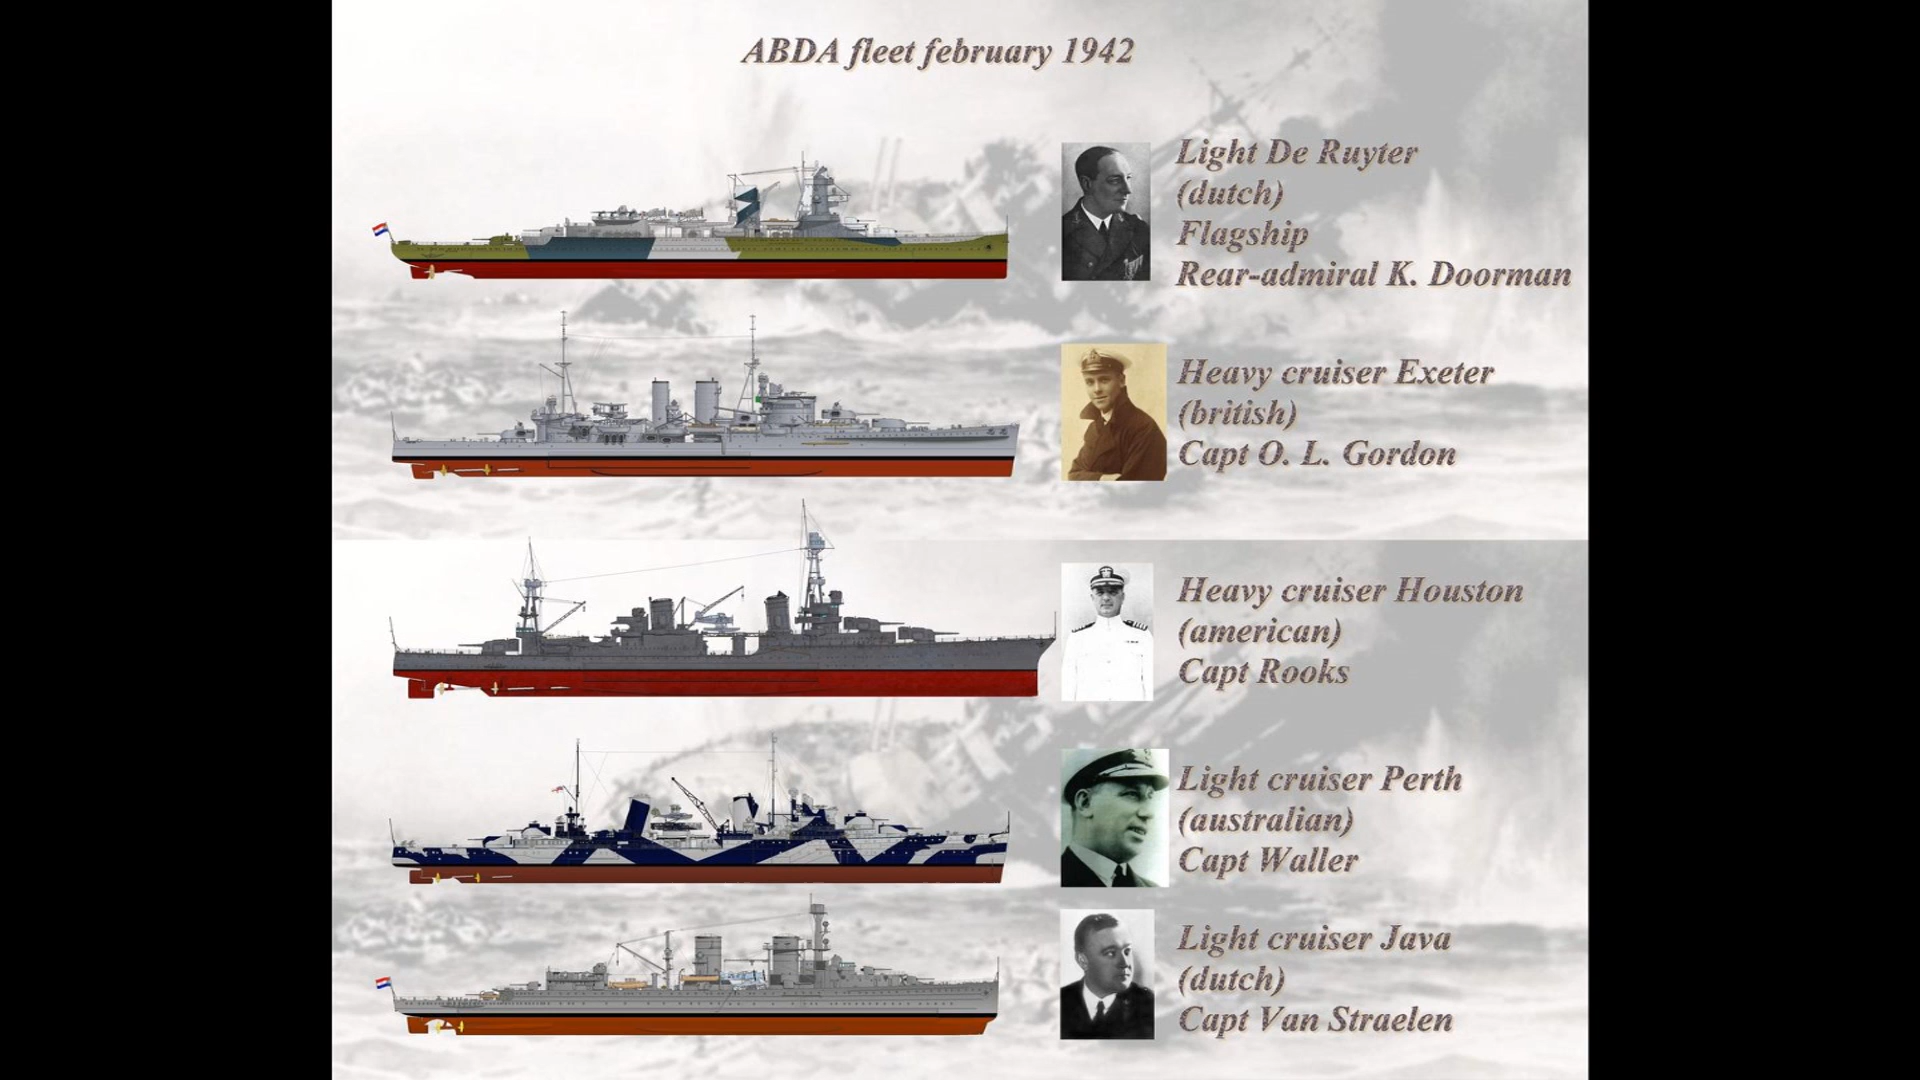 ABDA fleet february 1942
Light De Ruyter
(dutch)
Flagship
Rear-admiral K. Doorman
Heavy cruiser Exeter
(british)
Capt O. L. Gordon
Heavy cruiser Houston
(american)
Capt Rooks
Light cruiser Perth
(australian)
Capt Waller
Light cruiser Java
(dutch)
Capt Van Straelen